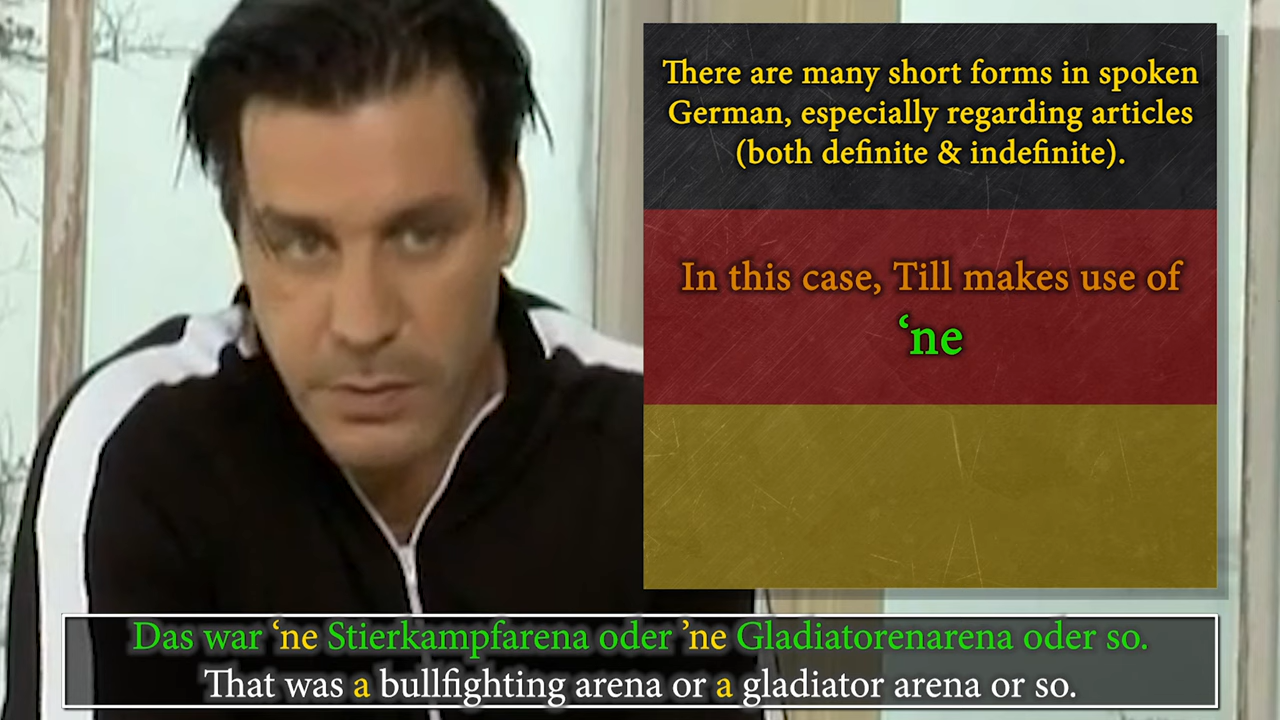 There are many short forms in spoken
German, especially regarding articles
(both definite & indefinite).
In this case, Till makes use of
‘ne
Das war ‘ne Stierkampfarena oder ’ne Gladiatorenarena oder so.
That was a bullfighting arena or a gladiator arena or so.